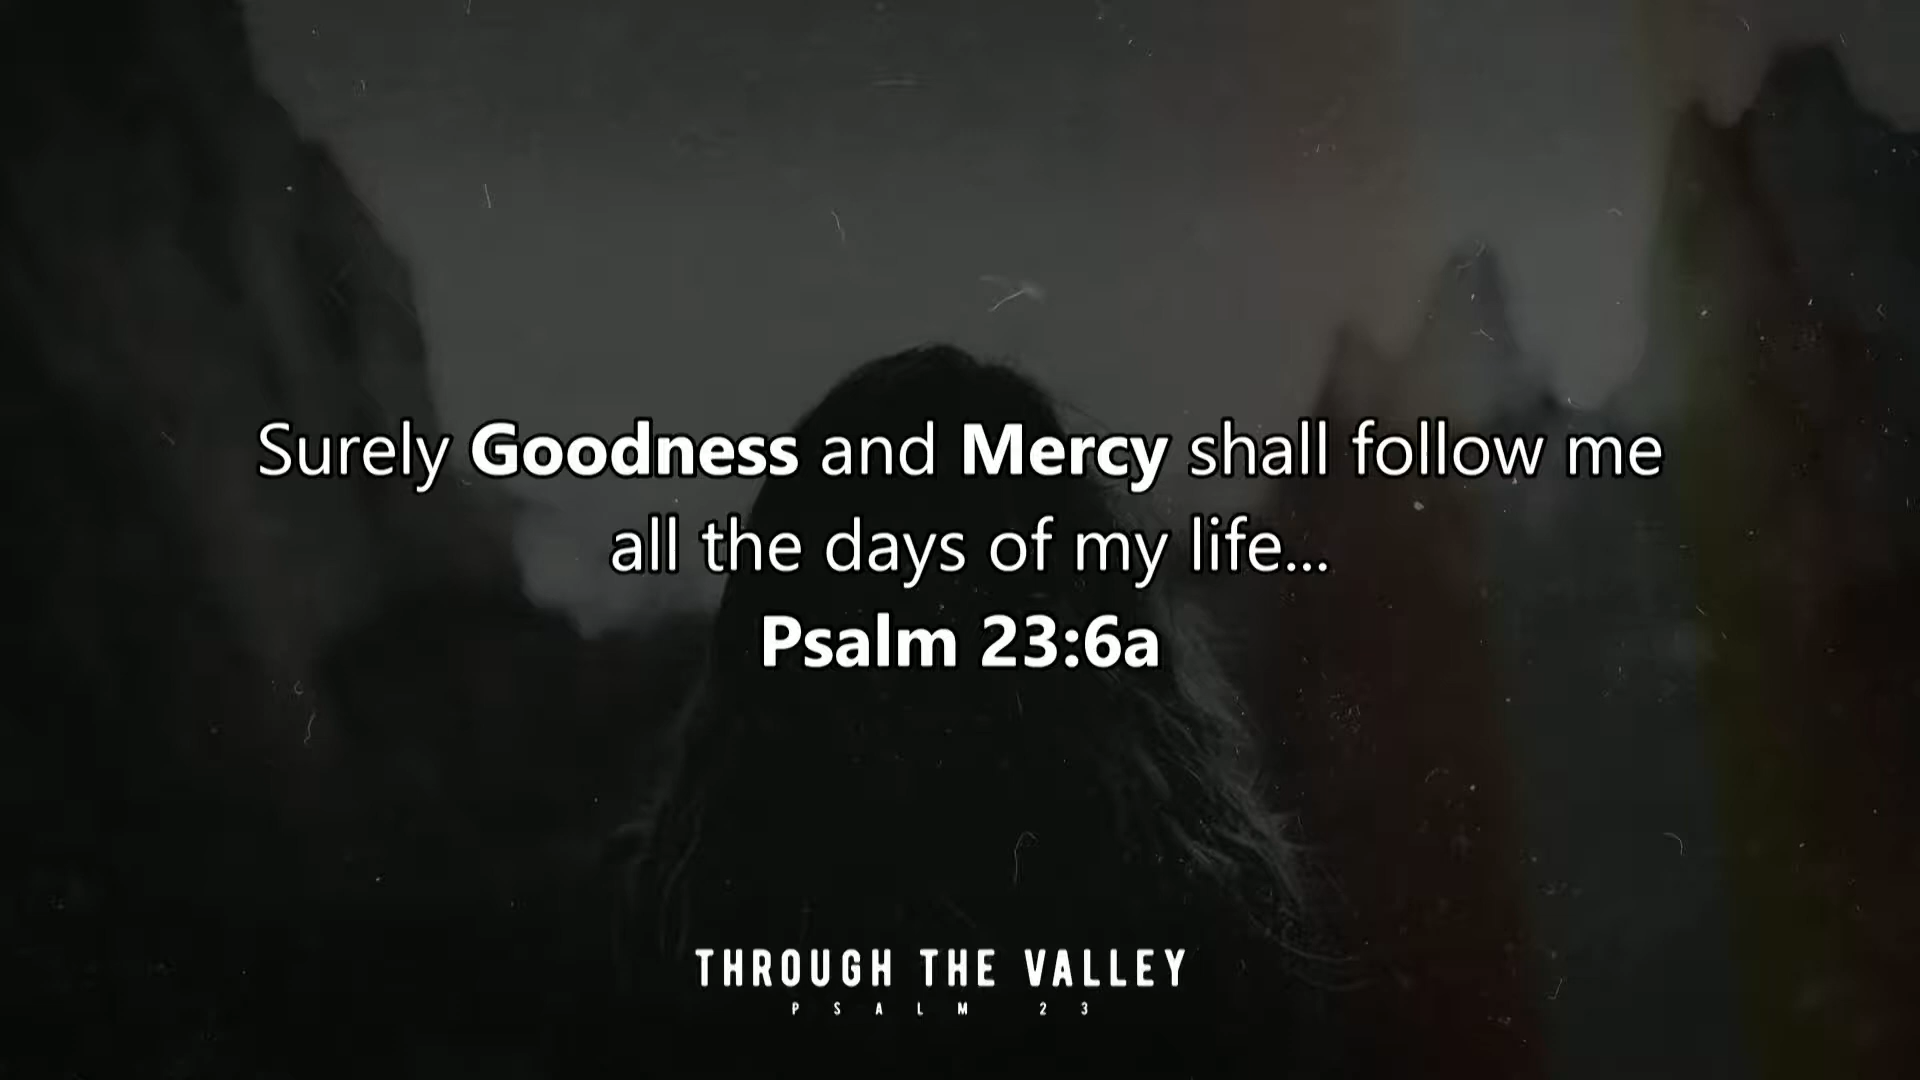 Surely Goodness and Mercy shall follow me
all the days of my life...
Psalm 23:6a
THROUGH THE VALLEY
PSALM 23